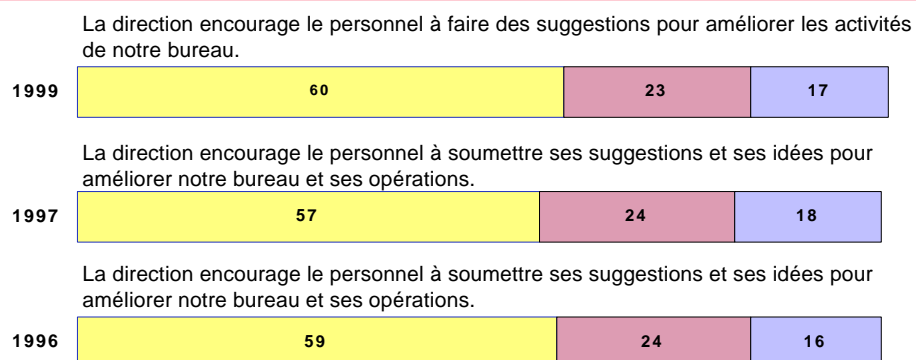 La direction encourage le personnel à faire des suggestions pour améliorer les activités
de notre bureau.
1999 60 23 17
La direction encourage le personnel à soumettre ses suggestions et ses idées pour
améliorer notre bureau et ses opérations.
1997 57 24 18
La direction encourage le personnel à soumettre ses suggestions et ses idées pour
améliorer notre bureau et ses opérations.
1996 59 24 16